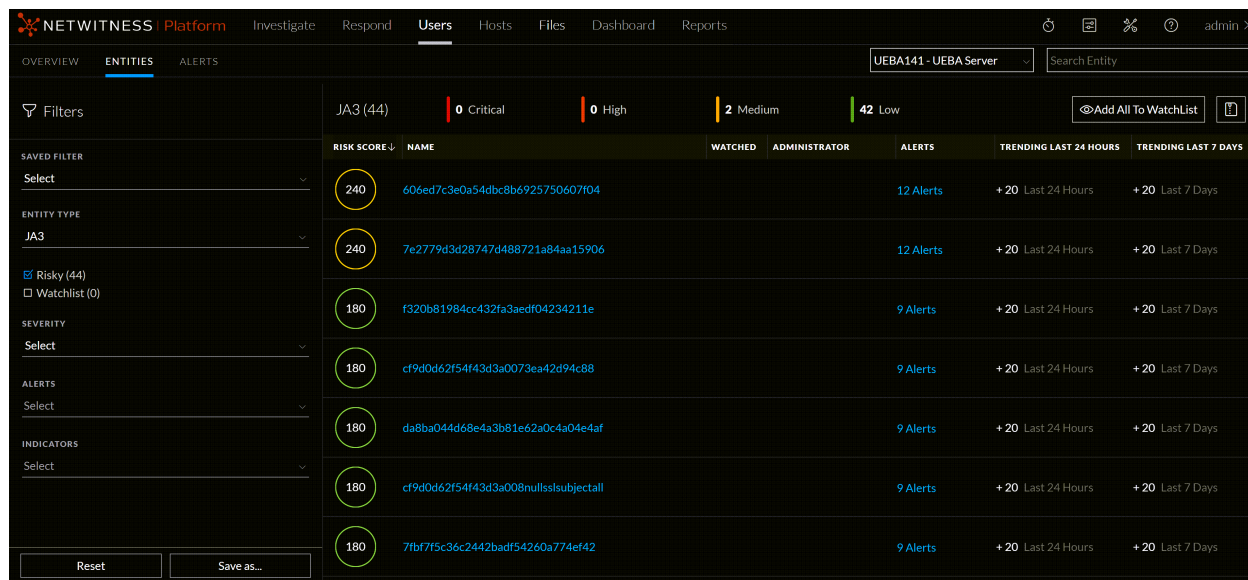 NETWITNESS Platform Investigate Respond Users Hosts Files Dashboard Reports admin
OVERVIEW ENTITIES ALERTS UEBA141 - UEBA Server Search Entity
Filters
SAVED FILTER
Select
ENTITY TYPE
JA3
Risky (44)
Watchlist (0)
SEVERITY
Select
ALERTS
Select
INDICATORS
Select
Reset Save as...
JA3 (44) 0 Critical 0 High 2 Medium 42 Low Add All To WatchList
RISK SCORE NAME WATCHED ADMINISTRATOR ALERTS TRENDING LAST 24 HOURS TRENDING LAST 7 DAYS
240 606ed7c3e0a54dbc8b6925750607f04 12 Alerts + 20 Last 24 Hours + 20 Last 7 Days
240 7e2779d3d28747d488721a84aa15906 12 Alerts + 20 Last 24 Hours + 20 Last 7 Days
180 f320b81984cc432fa3aedf04234211e 9 Alerts + 20 Last 24 Hours + 20 Last 7 Days
180 cf9d0d62f54f43d3a0073ea42d94c88 9 Alerts + 20 Last 24 Hours + 20 Last 7 Days
180 da8ba044d68e4a3b81e62a0c4a04e4af 9 Alerts + 20 Last 24 Hours + 20 Last 7 Days
180 cf9d0d62f54f43d3a008nullsslsubjectall 9 Alerts + 20 Last 24 Hours + 20 Last 7 Days
180 7fbf7f5c36c2442badf54260a774ef42 9 Alerts + 20 Last 24 Hours + 20 Last 7 Days